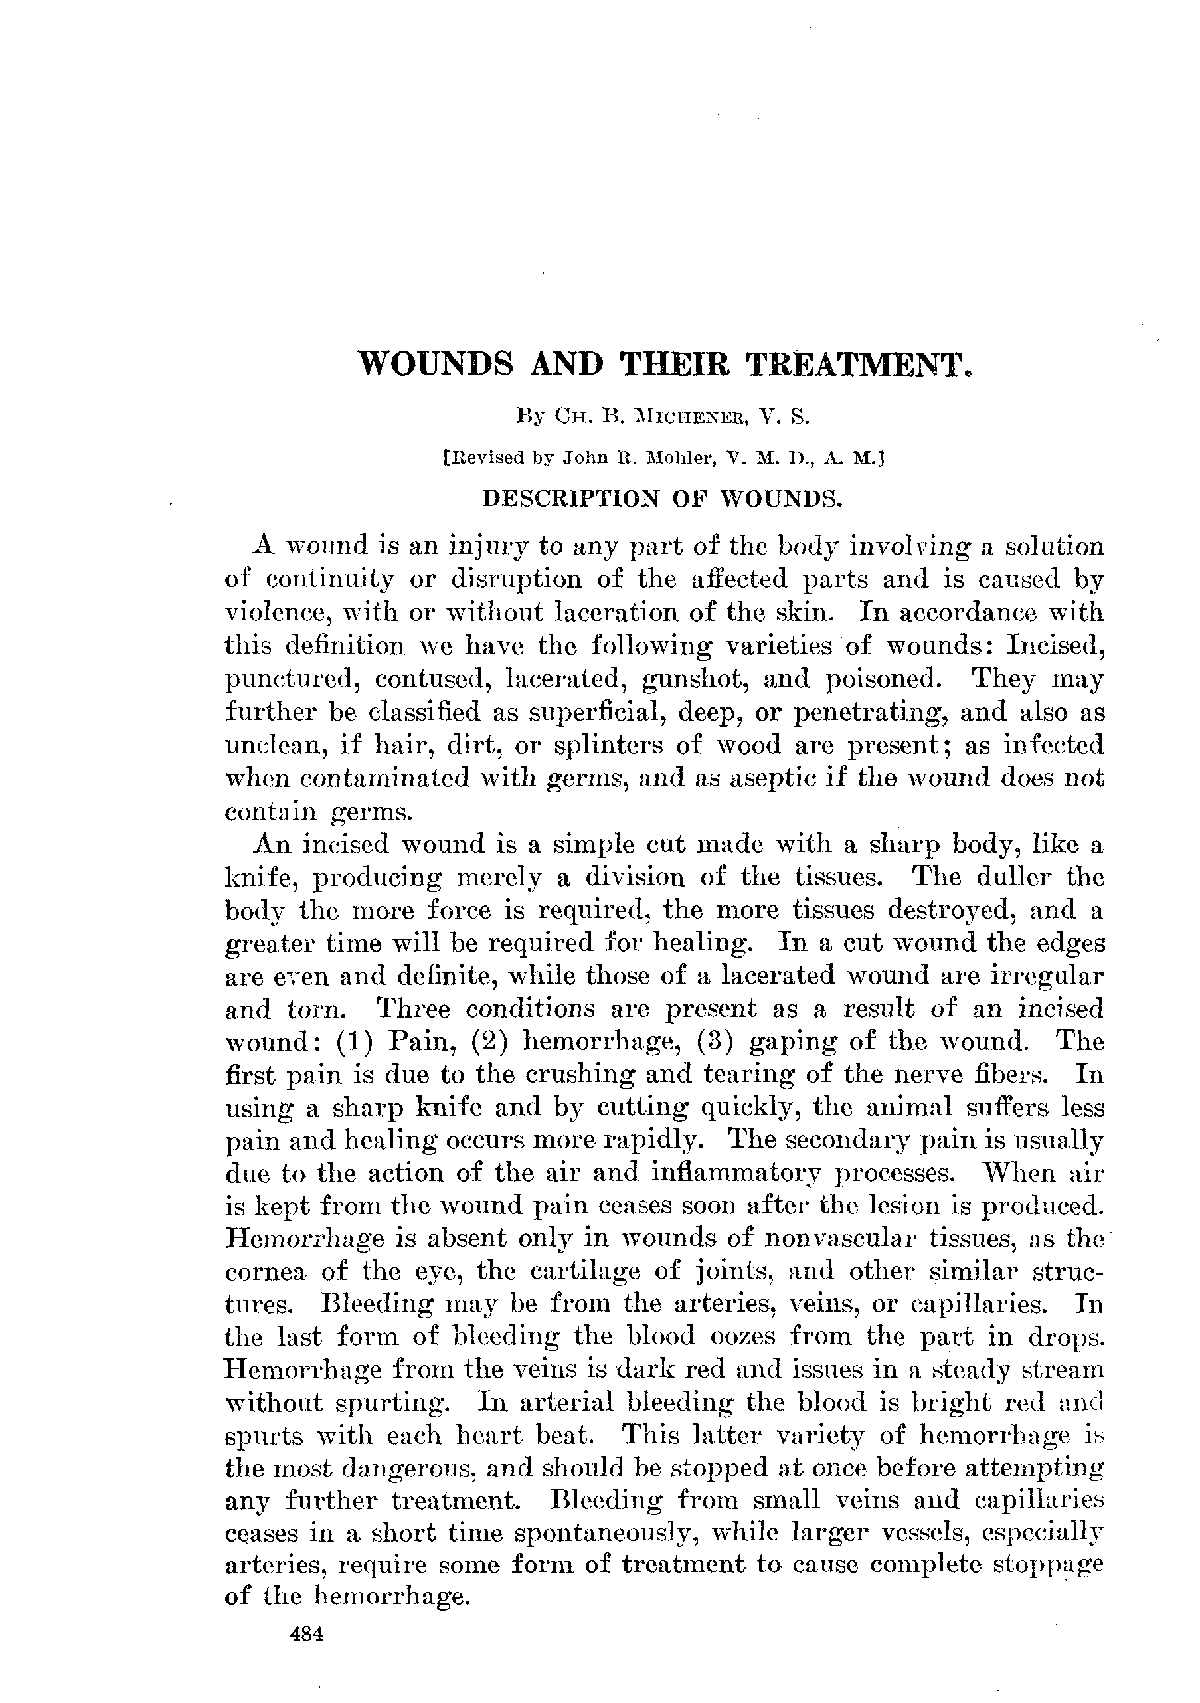 WOUNDS AND THEIR TREATMENT.
By CH. B. MICHENER, V. S.
[Revised by John R. Mohler, V. M. D., A. M.]
DESCRIPTION OF WOUNDS.
A wound is an injury to any part of the body involving a solution
of continuity or disruption of the affected parts and is caused by
violence, with or without laceration of the skin. In accordance with
this definition we have the following varieties of wounds: Incised,
punctured, contused, lacerated, gunshot, and poisoned. They may
further be classified as superficial, deep, or penetrating, and also as
unclean, if hair, dirt, or splinters of wood are present; as infected
when contaminated with germs, and as aseptic if the wound does not
contain germs.
An incised wound is a simple cut made with a sharp body, like a
knife, producing merely a division of the tissues. The duller the
body the more force is required, the more tissues destroyed, and a
greater time will be required for healing. In a cut wound the edges
are even and definite, while those of a lacerated wound are irregular
and torn. Three conditions are present as a result of an incised
wound: (1) Pain, (2) hemorrhage, (3) gaping of the wound. The
first pain is due to the crushing and tearing of the nerve fibers. In
using a sharp knife and by cutting quickly, the animal suffers less
pain and healing occurs more rapidly. The secondary pain is usually
due to the action of the air and inflammatory processes. When air
is kept from the wound pain ceases soon after the lesion is produced.
Hemorrhage is absent only in wounds of nonvascular tissues, as the
cornea of the eye, the cartilage of joints, and other similar struc-
tures. Bleeding may be from the arteries, veins, or capillaries. In
the last form of bleeding the blood oozes from the part in drops.
Hemorrhage from the veins is dark red and issues in a steady stream
without spurting. In arterial bleeding the blood is bright red and
spurts with each heart beat. This latter variety of hemorrhage is
the most dangerous, and should be stopped at once before attempting
any further treatment. Bleeding from small veins and capillaries
ceases in a short time spontaneously, while larger vessels, especially
arteries, require some form of treatment to cause complete stoppage
of the hemorrhage.
484